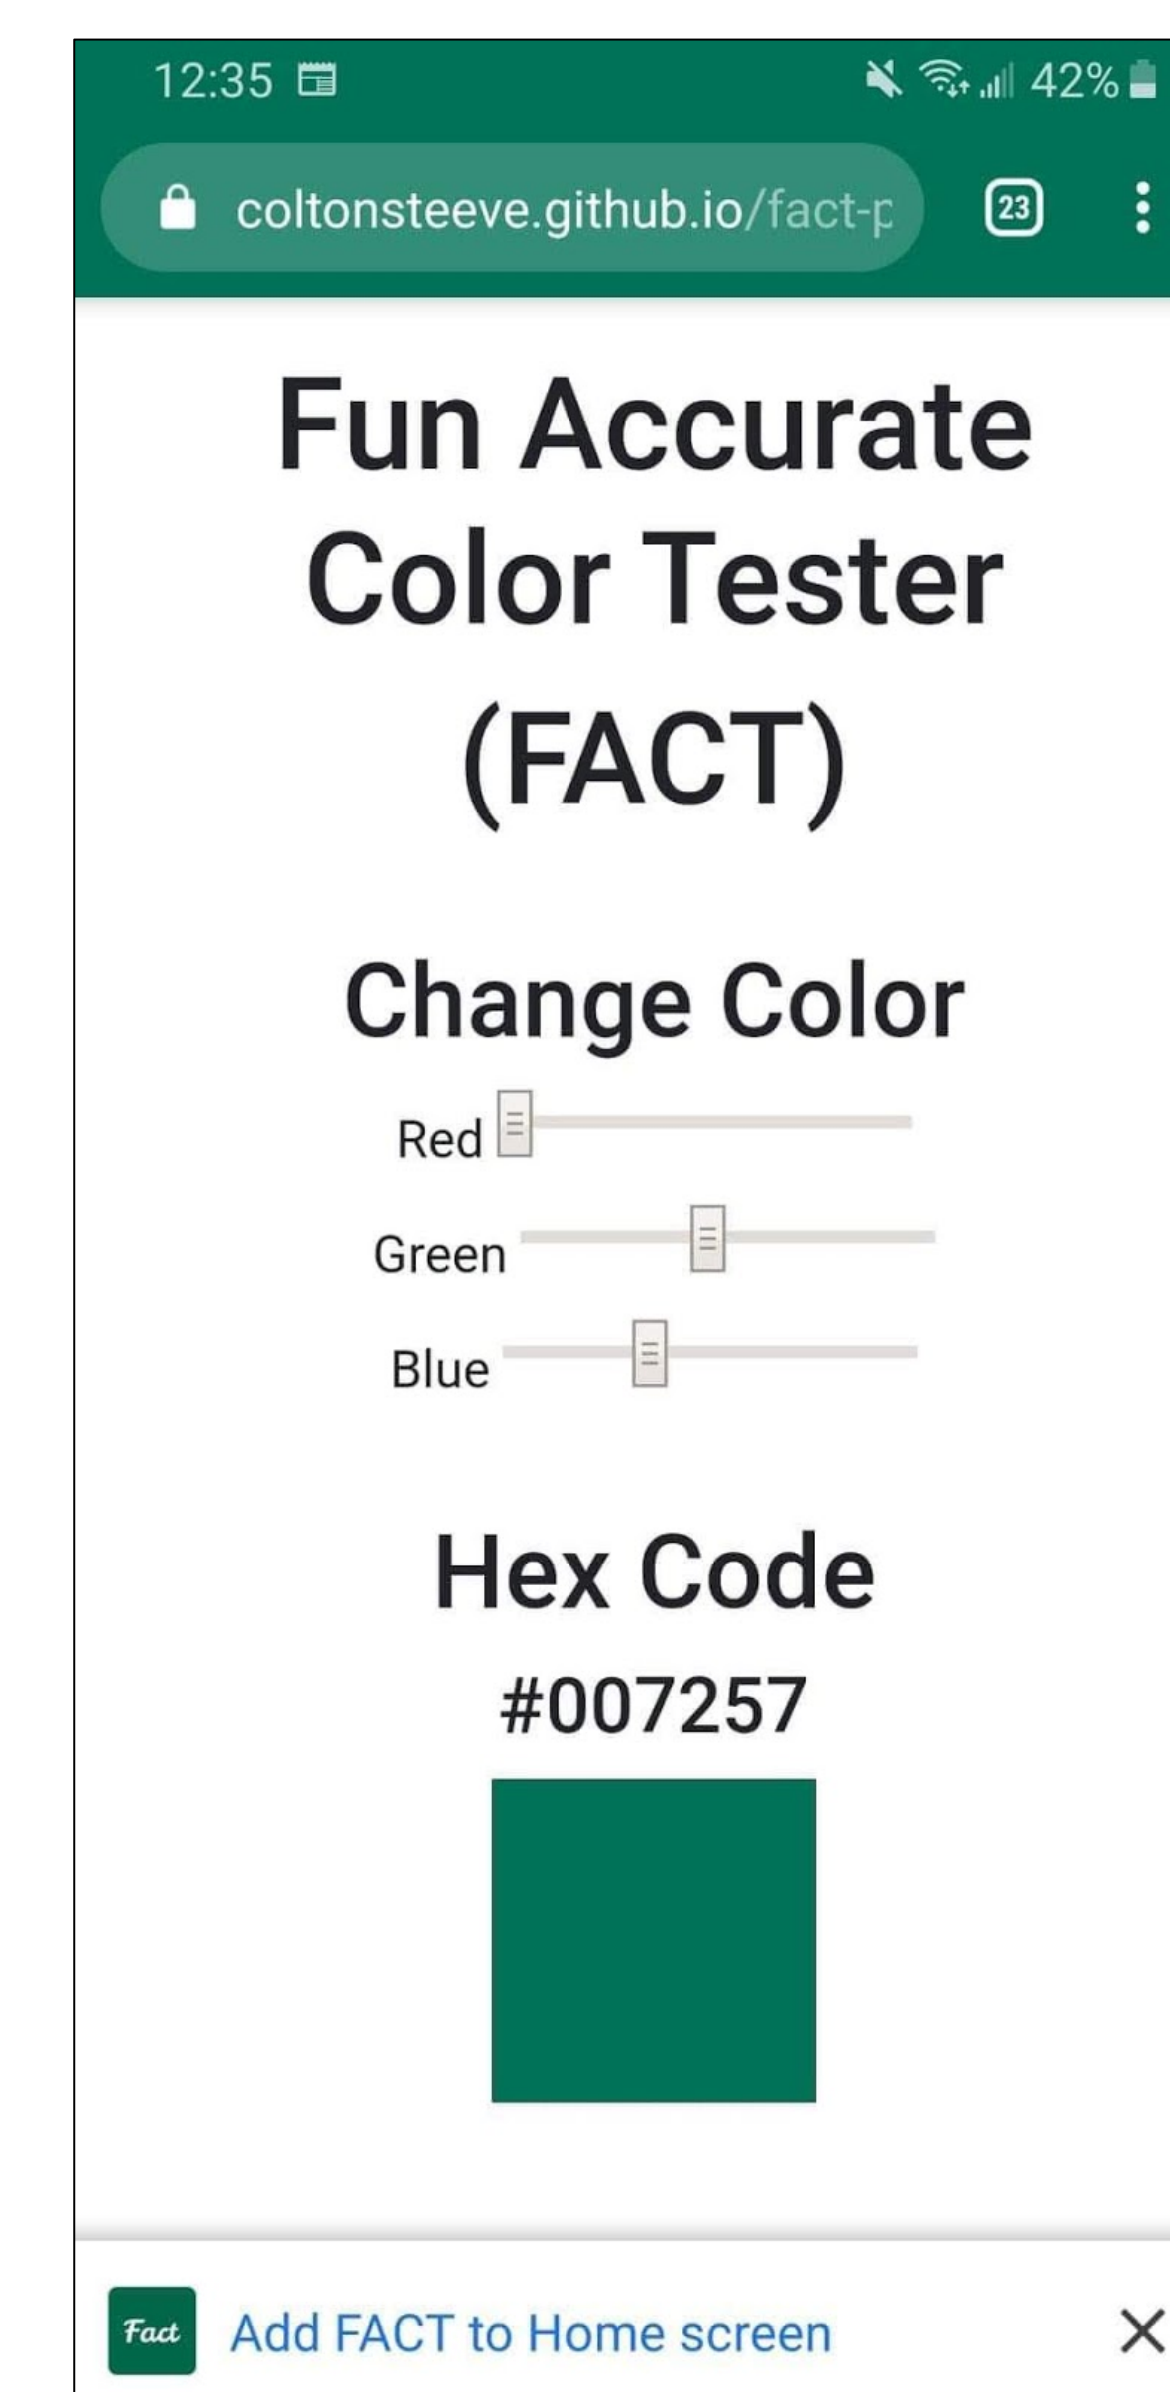 12:35
42%
coltonsteeve.github.io/fact-p
23
Fun Accurate
Color Tester
(FACT)
Change Color
Red
Green
Blue
Hex Code
#007257
Fact
Add FACT to Home screen